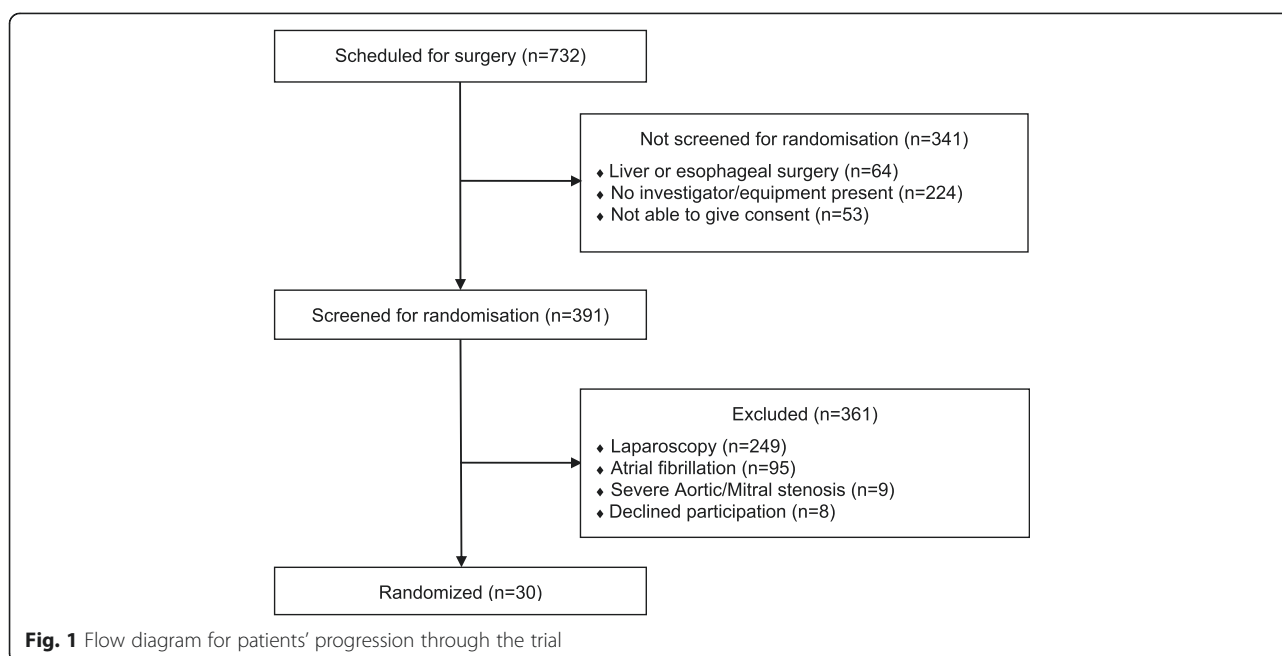 Scheduled for surgery (n=732)
Not screened for randomisation (n=341)
♦ Liver or esophageal surgery (n=64)
♦ No investigator/equipment present (n=224)
♦ Not able to give consent (n=53)
Screened for randomisation (n=391)
Excluded (n=361)
♦ Laparoscopy (n=249)
♦ Atrial fibrillation (n=95)
♦ Severe Aortic/Mitral stenosis (n=9)
♦ Declined participation (n=8)
Randomized (n=30)
Fig. 1 Flow diagram for patients’ progression through the trial